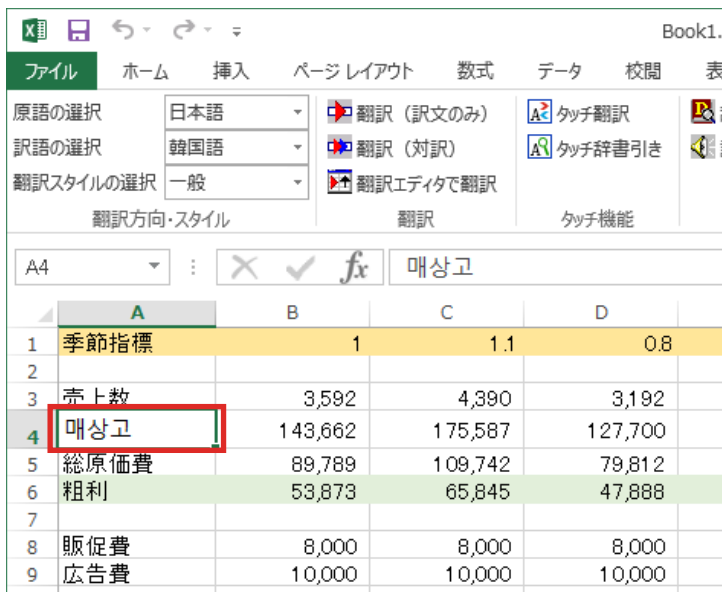 Book1.
ファイル ホーム 挿入 ページ レイアウト 数式 データ 校閲 表
原語の選択 日本語 翻訳（訳文のみ） タッチ翻訳
訳語の選択 韓国語 翻訳（対訳） タッチ辞書引き
翻訳スタイルの選択 一般 翻訳エディタで翻訳
翻訳方向・スタイル 翻訳 タッチ機能
A4 fx 매상고
A B C D
1 季節指標 1 1.1 0.8
2
3 売上数 3,592 4,390 3,192
4 매상고 143,662 175,587 127,700
5 総原価費 89,789 109,742 79,812
6 粗利 53,873 65,845 47,888
7
8 販促費 8,000 8,000 8,000
9 広告費 10,000 10,000 10,000